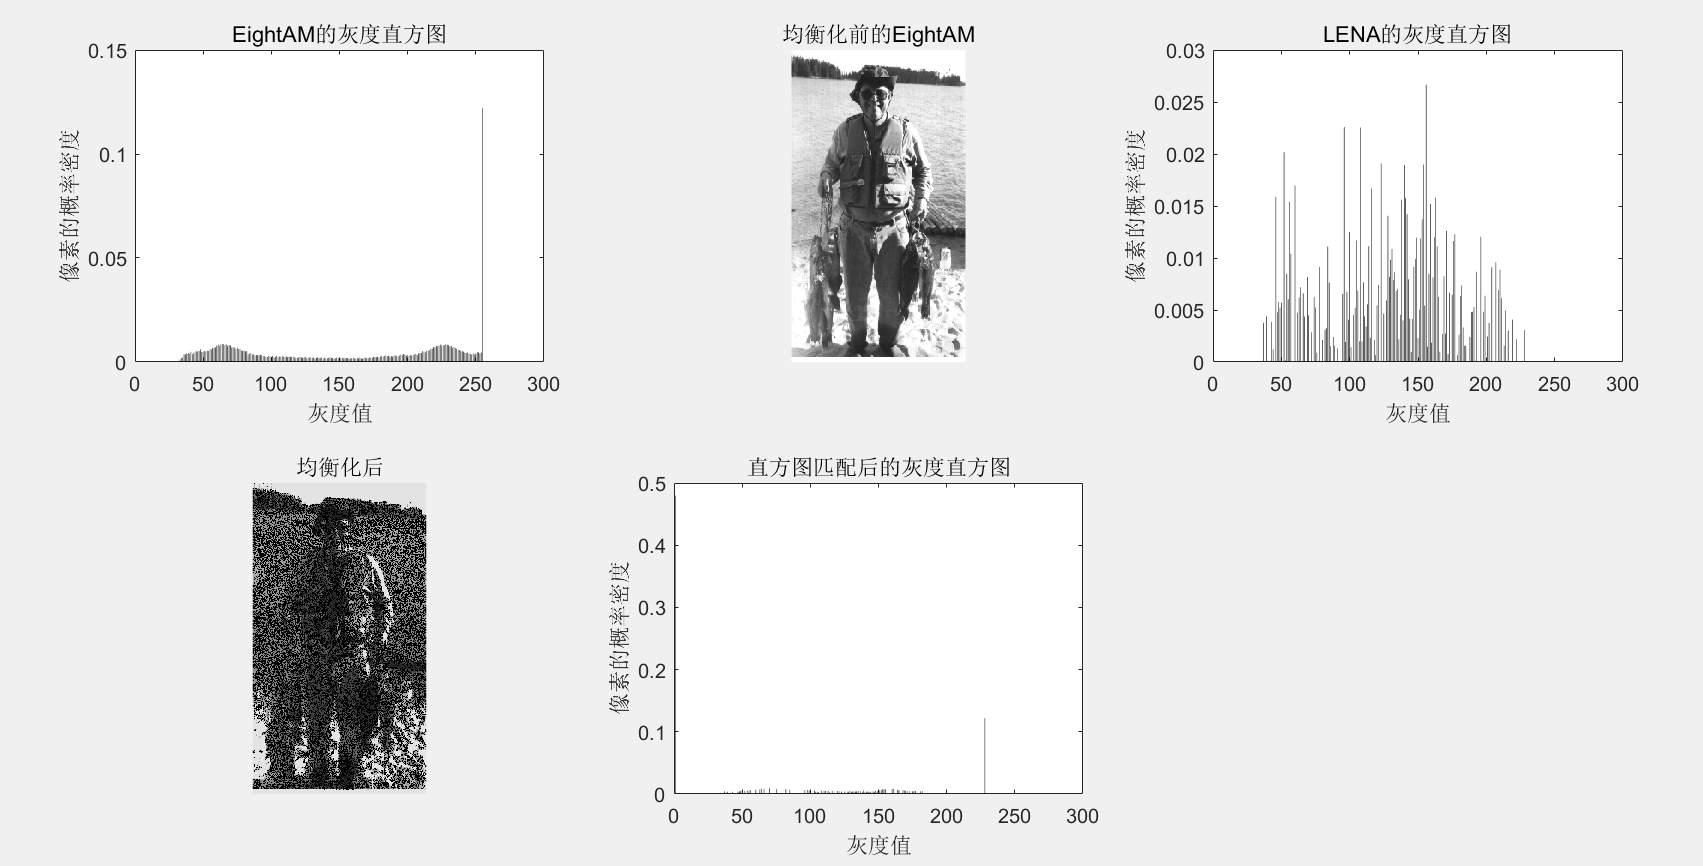 EightAM的灰度直方图
0.15
0.1
0.05
0
像素的概率密度
0 50 100 150 200 250 300
灰度值
均衡化前的EightAM
LENA的灰度直方图
0.03
0.025
0.02
0.015
0.01
0.005
0
像素的概率密度
0 50 100 150 200 250 300
灰度值
均衡化后
直方图匹配后的灰度直方图
0.5
0.4
0.3
0.2
0.1
0
像素的概率密度
0 50 100 150 200 250 300
灰度值